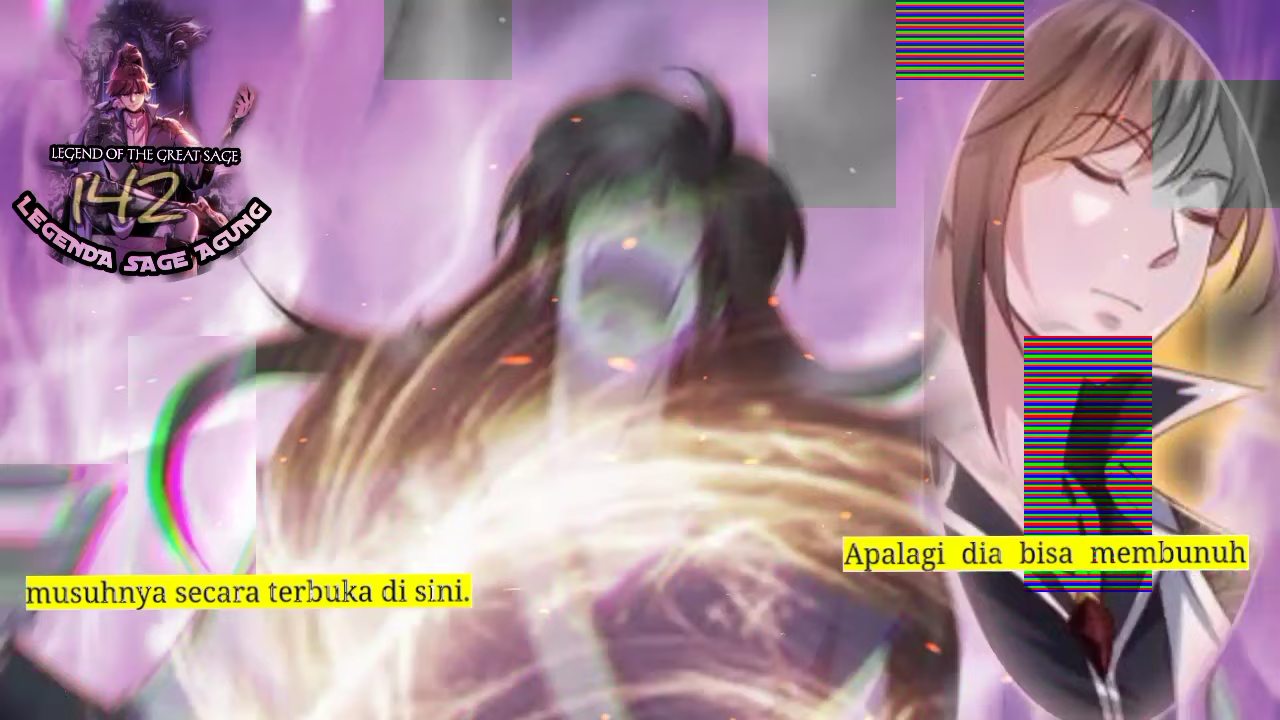 LEGEND OF THE GREAT SAGE
142
LEGENDA SAGE AGUNG
Apalagi dia bisa membunuh
musuhnya secara terbuka di sini.